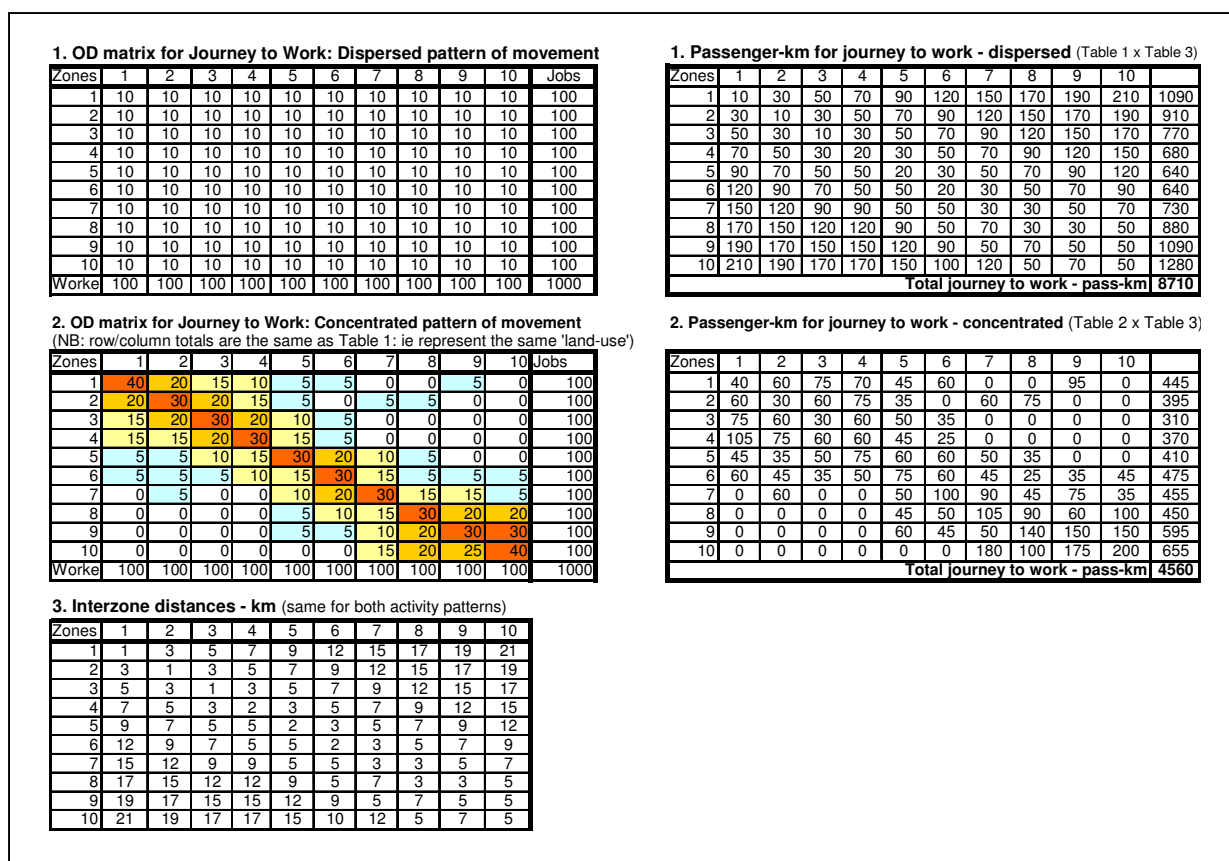 1. OD matrix for Journey to Work: Dispersed pattern of movement
Zones 1 2 3 4 5 6 7 8 9 10 Jobs
1 10 10 10 10 10 10 10 10 10 10 100
2 10 10 10 10 10 10 10 10 10 10 100
3 10 10 10 10 10 10 10 10 10 10 100
4 10 10 10 10 10 10 10 10 10 10 100
5 10 10 10 10 10 10 10 10 10 10 100
6 10 10 10 10 10 10 10 10 10 10 100
7 10 10 10 10 10 10 10 10 10 10 100
8 10 10 10 10 10 10 10 10 10 10 100
9 10 10 10 10 10 10 10 10 10 10 100
10 10 10 10 10 10 10 10 10 10 10 100
Worke 100 100 100 100 100 100 100 100 100 100 1000
2. OD matrix for Journey to Work: Concentrated pattern of movement
(NB: row/column totals are the same as Table 1: ie represent the same 'land-use')
Zones 1 2 3 4 5 6 7 8 9 10 Jobs
1 40 20 15 10 5 5 0 0 5 0 100
2 20 30 20 15 5 0 5 5 0 0 100
3 15 20 30 20 10 5 0 0 0 0 100
4 15 15 20 30 15 5 0 0 0 0 100
5 5 5 10 15 30 20 10 5 0 0 100
6 5 5 5 10 15 30 15 5 5 5 100
7 0 5 0 0 10 20 30 15 15 5 100
8 0 0 0 0 5 10 15 30 20 20 100
9 0 0 0 0 5 5 10 20 30 30 100
10 0 0 0 0 0 0 15 20 25 40 100
Worke 100 100 100 100 100 100 100 100 100 100 1000
3. Interzone distances - km (same for both activity patterns)
Zones 1 2 3 4 5 6 7 8 9 10
1 1 3 5 7 9 12 15 17 19 21
2 3 1 3 5 7 9 12 15 17 19
3 5 3 1 3 5 7 9 12 15 17
4 7 5 3 2 3 5 7 9 12 15
5 9 7 5 5 2 3 5 7 9 12
6 12 9 7 5 5 2 3 5 7 9
7 15 12 9 9 5 5 3 3 5 7
8 17 15 12 12 9 5 7 3 3 5
9 19 17 15 15 12 9 5 7 5 5
10 21 19 17 17 15 10 12 5 7 5
1. Passenger-km for journey to work - dispersed (Table 1 x Table 3)
Zones 1 2 3 4 5 6 7 8 9 10
1 10 30 50 70 90 120 150 170 190 210 1090
2 30 10 30 50 70 90 120 150 170 190 910
3 50 30 10 30 50 70 90 120 150 170 770
4 70 50 30 20 30 50 70 90 120 150 680
5 90 70 50 50 20 30 50 70 90 120 640
6 120 90 70 50 50 20 30 50 70 90 640
7 150 120 90 90 50 50 30 30 50 70 730
8 170 150 120 120 90 50 70 30 30 50 880
9 190 170 150 150 120 90 50 70 50 50 1090
10 210 190 170 170 150 100 120 50 70 50 1280
Total journey to work - pass-km 8710
2. Passenger-km for journey to work - concentrated (Table 2 x Table 3)
Zones 1 2 3 4 5 6 7 8 9 10
1 40 60 75 70 45 60 0 0 95 0 445
2 60 30 60 75 35 0 60 75 0 0 395
3 75 60 30 60 50 35 0 0 0 0 310
4 105 75 60 60 45 25 0 0 0 0 370
5 45 35 50 75 60 60 50 35 0 0 410
6 60 45 35 50 75 60 45 25 35 45 475
7 0 60 0 0 50 100 90 45 75 35 455
8 0 0 0 0 45 50 105 90 60 100 450
9 0 0 0 0 60 45 50 140 150 150 595
10 0 0 0 0 0 0 180 100 175 200 655
Total journey to work - pass-km 4560